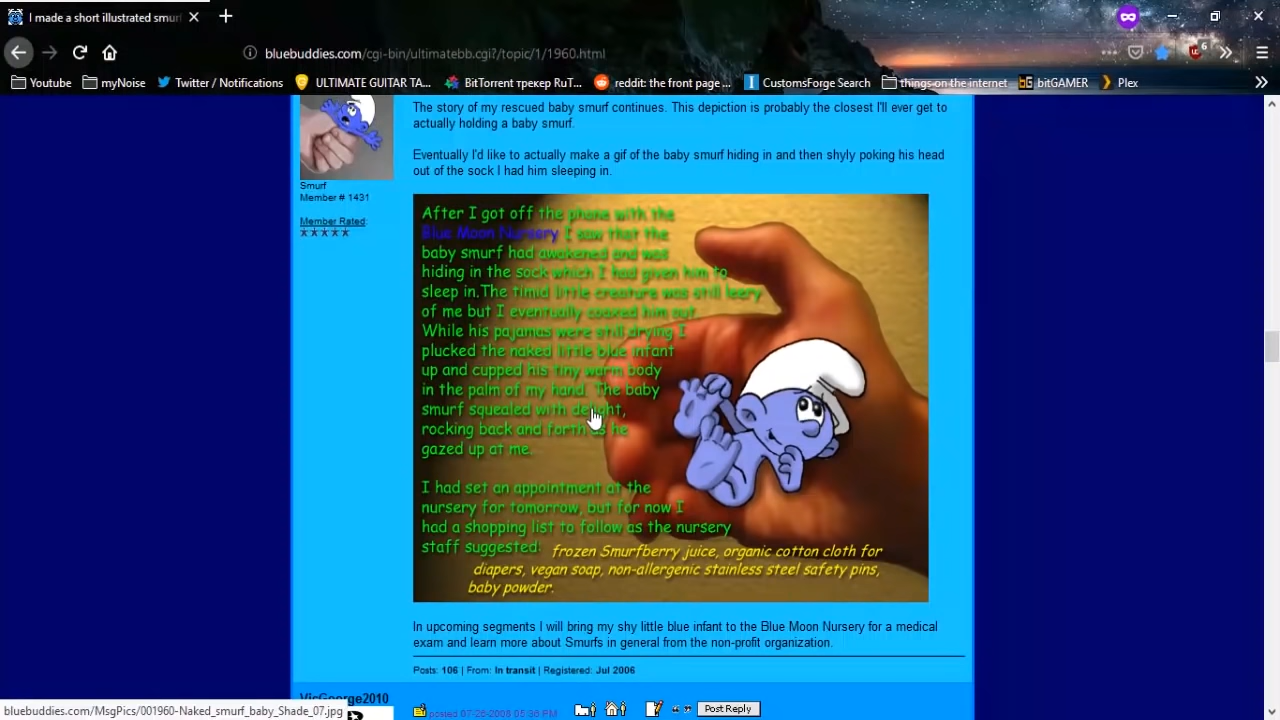 I made a short illustrated smurf
bluebuddies.com/cgi-bin/ultimatebb.cgi?/topic/1/1960.html
6
Youtube
myNoise
Twitter / Notifications
ULTIMATE GUITAR TA...
BitTorrent трекер RuT...
reddit: the front page ...
CustomsForge Search
things on the internet
bitGAMER
Plex
The story of my rescued baby smurf continues. This depiction is probably the closest I'll ever get to
actually holding a baby smurf.
Eventually I'd like to actually make a gif of the baby smurf hiding in and then shyly poking his head
out of the sock I had him sleeping in.
Smurf
Member # 1431
Member Rated:
After I got off the phone with the
Blue Moon Nursery I saw that the
baby smurf had awakened and was
hiding in the sock which I had given him to
sleep in.The timid little creature was still leery
of me but I eventually coaxed him out.
While his pajamas were still drying I
plucked the naked little blue infant
up and cupped his tiny warm body
in the palm of my hand. The baby
smurf squealed with delight,
rocking back and forth as he
gazed up at me.
I had set an appointment at the
nursery for tomorrow, but for now I
had a shopping list to follow as the nursery
staff suggested: frozen Smurfberry juice, organic cotton cloth for
diapers, vegan soap, non-allergenic stainless steel safety pins,
baby powder.
In upcoming segments I will bring my shy little blue infant to the Blue Moon Nursery for a medical
exam and learn more about Smurfs in general from the non-profit organization.
Posts: 106 | From: In transit | Registered: Jul 2006
VicGeorge2010
posted 07-26-2008 05:36 PM
Post Reply
bluebuddies.com/MsgPics/001960-Naked_smurf_baby_Shade_07.jpg